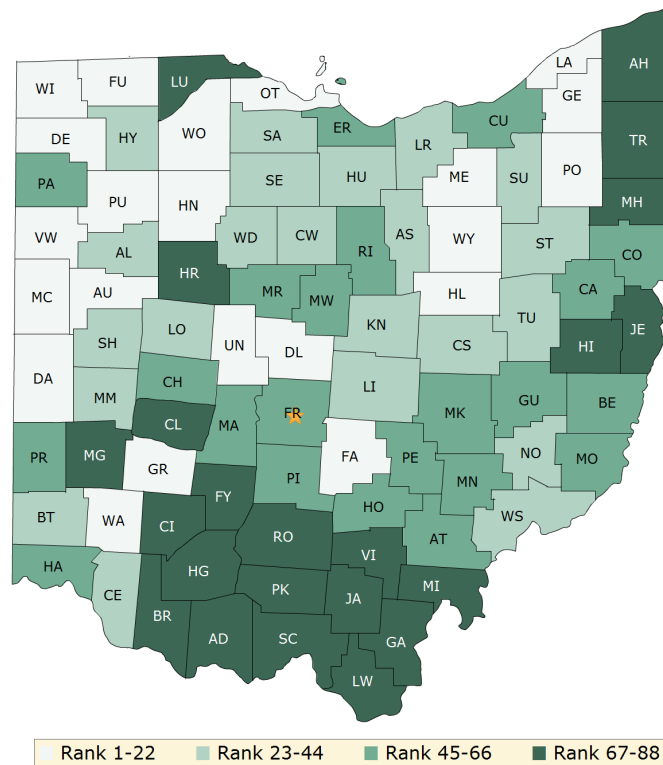 LA
AH
WI FU LU OT GE
DE HY WO SA ER LR CU TR
PA PU HN SE HU ME SU PO MH
VW AL WD CW RI AS WY ST CO
MC AU HR MR MW HL CA
SH LO UN DL KN CS TU HI JE
DA MM CH LI
CL MA FR MK GU BE
PR MG GR FA PE NO MO
FY PI MN
BT WA CI HO WS
HA CE RO VI AT
HG PK JA MI
BR AD SC GA
LW
Rank 1-22 Rank 23-44 Rank 45-66 Rank 67-88